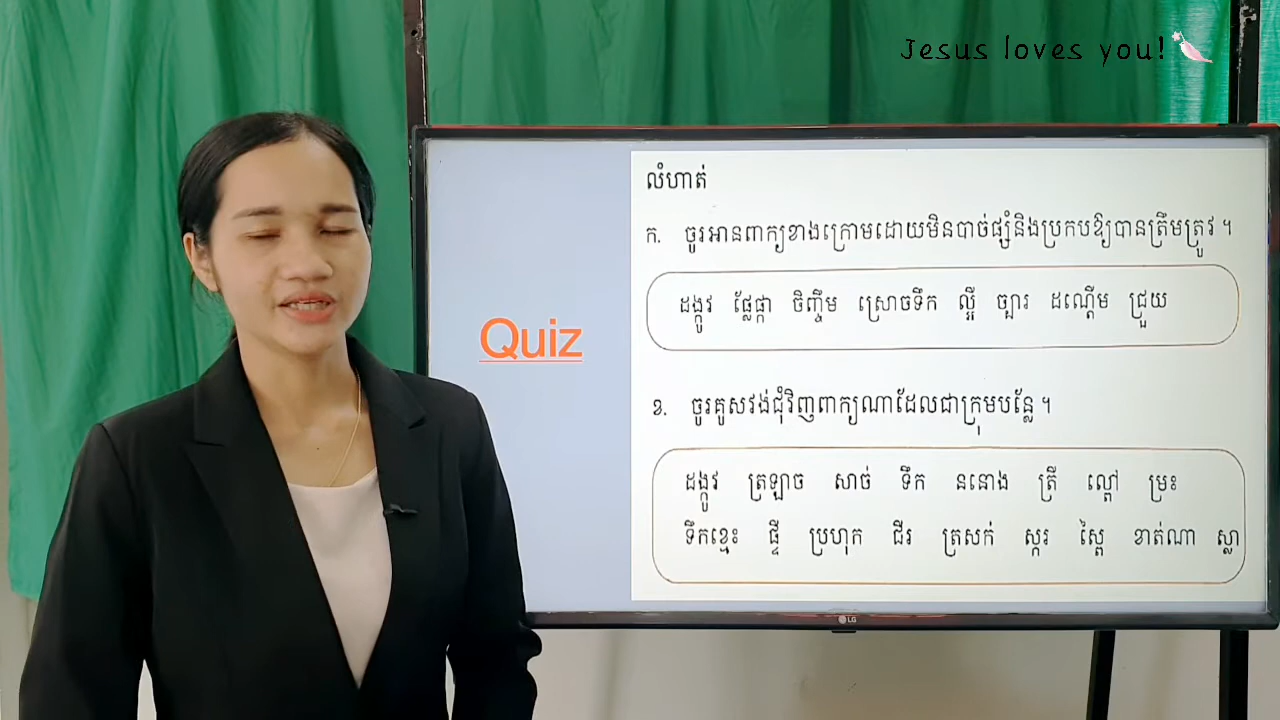 Jesus loves you!
លំហាត់
ក. ចូរអានពាក្យខាងក្រោមដោយមិនបាច់ផ្សំនិងប្រកបឱ្យបានត្រឹមត្រូវ ។
ដង្កូវ ផ្លែផ្កា ចិញ្ចឹម ស្រោចទឹក ល្អី ច្បារ ដណ្ដើម ជ្រួយ
Quiz
ខ. ចូរគូសវង់ជុំវិញពាក្យណាដែលជាក្រុមបន្លែ ។
ដង្កូវ ត្រឡាច សាច់ ទឹក ននោង ត្រី ល្ពៅ ម្រះ
ទឹកខ្មេះ ផ្ទី ប្រហុក ជីរ ត្រសក់ ស្ករ ស្ពៃ ខាត់ណា ស្លា
LG